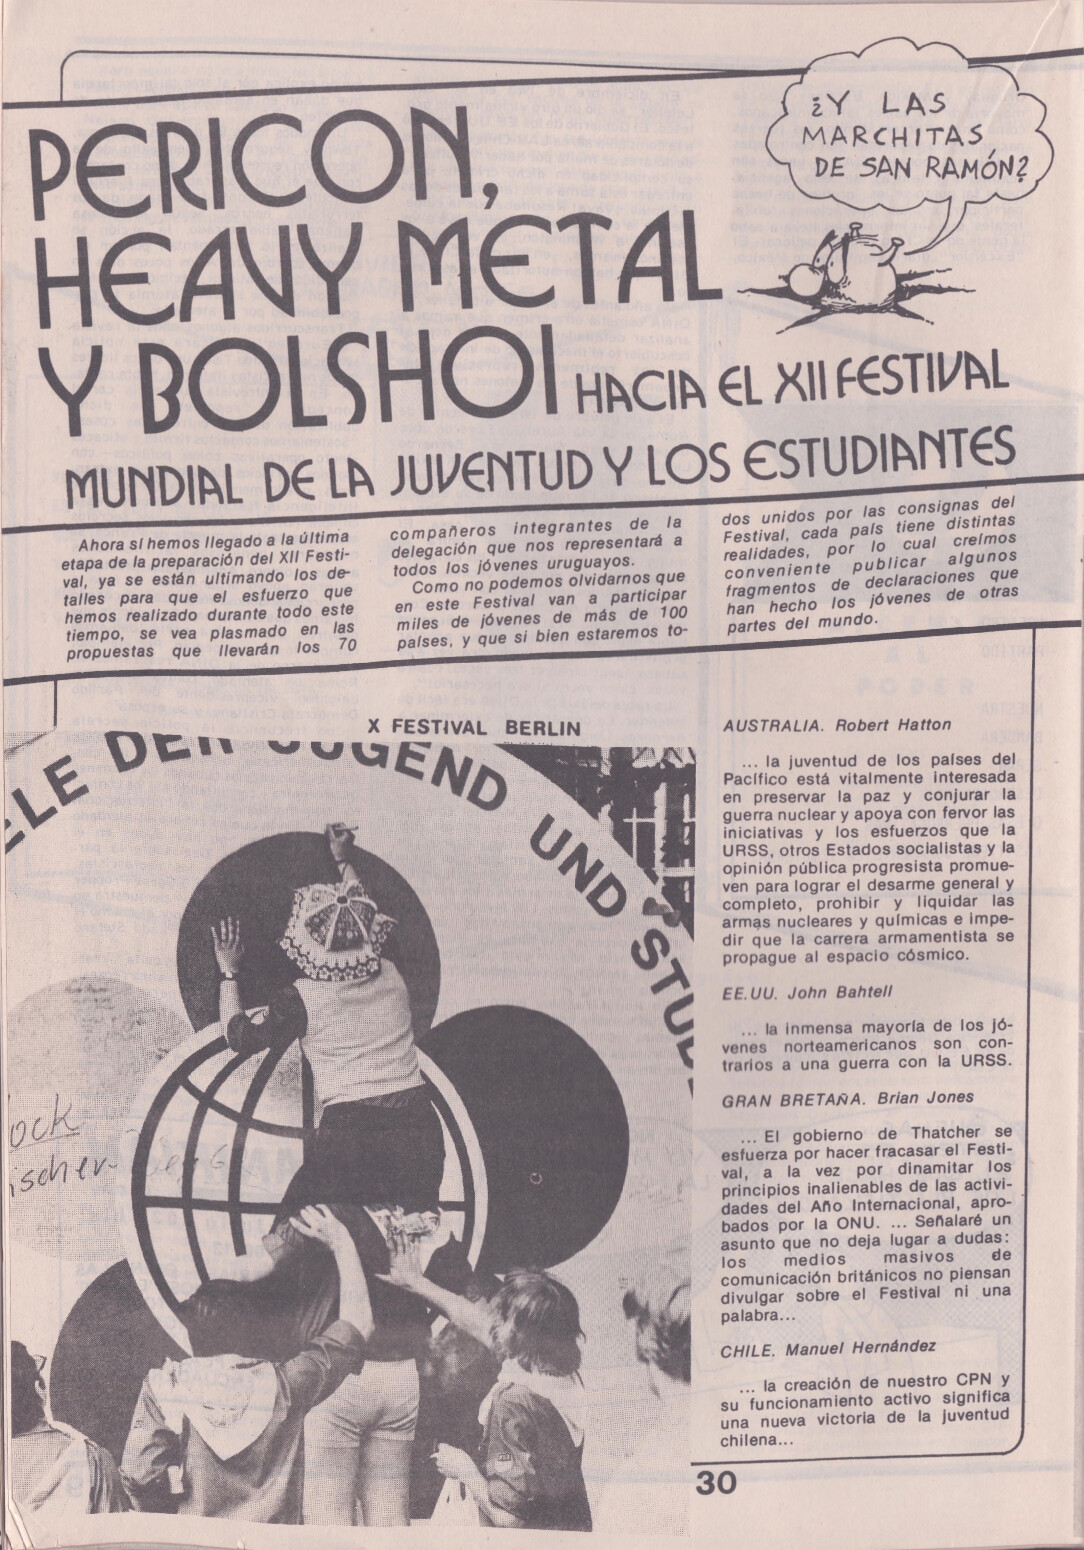 ¿Y LAS
MARCHITAS
DE SAN RAMÓN?
PERICON,
HEAVY METAL
Y BOLSHOI HACIA EL XII FESTIVAL
MUNDIAL DE LA JUVENTUD Y LOS ESTUDIANTES
Ahora sí hemos llegado a la última
etapa de la preparación del XII Festi-
val, ya se están ultimando los de-
talles para que el esfuerzo que
hemos realizado durante todo este
tiempo, se vea plasmado en las
propuestas que llevarán los 70
compañeros integrantes de la
delegación que nos representará a
todos los jóvenes uruguayos.
Como no podemos olvidarnos que
en este Festival van a participar
miles de jóvenes de más de 100
países, y que si bien estaremos to-
dos unidos por las consignas del
Festival, cada país tiene distintas
realidades, por lo cual creímos
conveniente publicar algunos
fragmentos de declaraciones que
han hecho los jóvenes de otras
partes del mundo.
X FESTIVAL BERLIN
ELE DER JUGEND UND STUD
ock
ischer-
AUSTRALIA. Robert Hatton
... la juventud de los países del
Pacífico está vitalmente interesada
en preservar la paz y conjurar la
guerra nuclear y apoya con fervor las
iniciativas y los esfuerzos que la
URSS, otros Estados socialistas y la
opinión pública progresista promue-
ven para lograr el desarme general y
completo, prohibir y liquidar las
armas nucleares y químicas e impe-
dir que la carrera armamentista se
propague al espacio cósmico.
EE.UU. John Bahtell
... la inmensa mayoría de los jó-
venes norteamericanos son con-
trarios a una guerra con la URSS.
GRAN BRETAÑA. Brian Jones
... El gobierno de Thatcher se
esfuerza por hacer fracasar el Festi-
val, a la vez por dinamitar los
principios inalienables de las activi-
dades del Año Internacional, apro-
bados por la ONU. ... Señalaré un
asunto que no deja lugar a dudas:
los medios masivos de
comunicación británicos no piensan
divulgar sobre el Festival ni una
palabra...
CHILE. Manuel Hernández
... la creación de nuestro CPN y
su funcionamiento activo significa
una nueva victoria de la juventud
chilena...
30